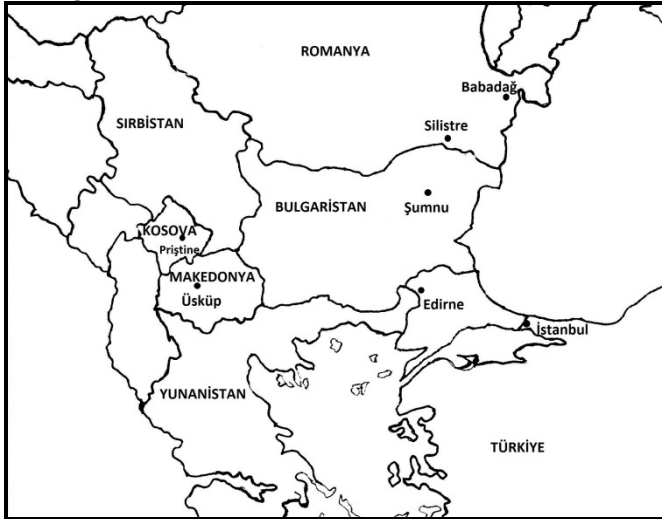 ROMANYA
Babadağ
SIRBİSTAN
Silistre
BULGARİSTAN
Şumnu
KOSOVA
Priştine
MAKEDONYA
Üsküp
Edirne
İstanbul
YUNANİSTAN
TÜRKİYE